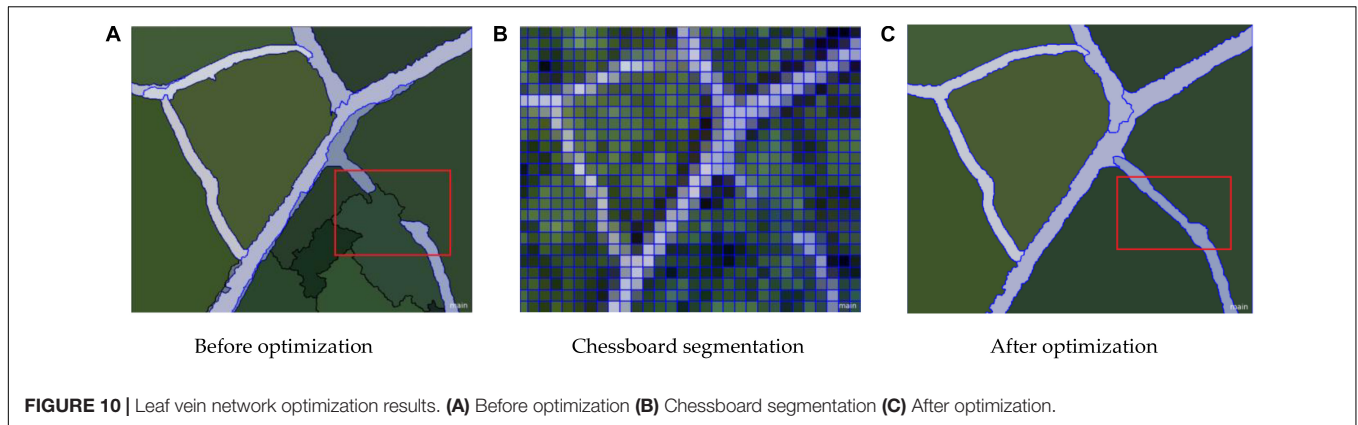 A
B
C
main
main
main
Before optimization
Chessboard segmentation
After optimization
FIGURE 10 | Leaf vein network optimization results. (A) Before optimization (B) Chessboard segmentation (C) After optimization.